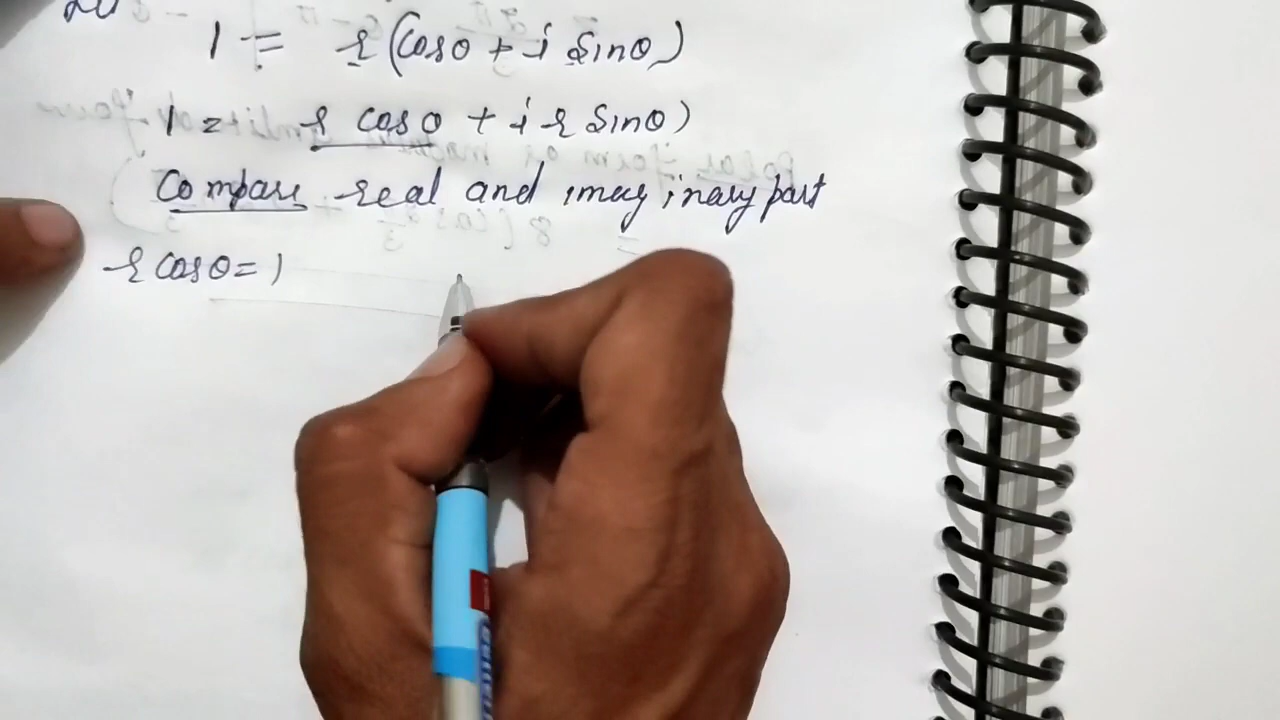 1 = r(cosθ + i sinθ)
1 = r cosθ + i r sinθ)
Compare real and imaginary part
r cosθ = 1